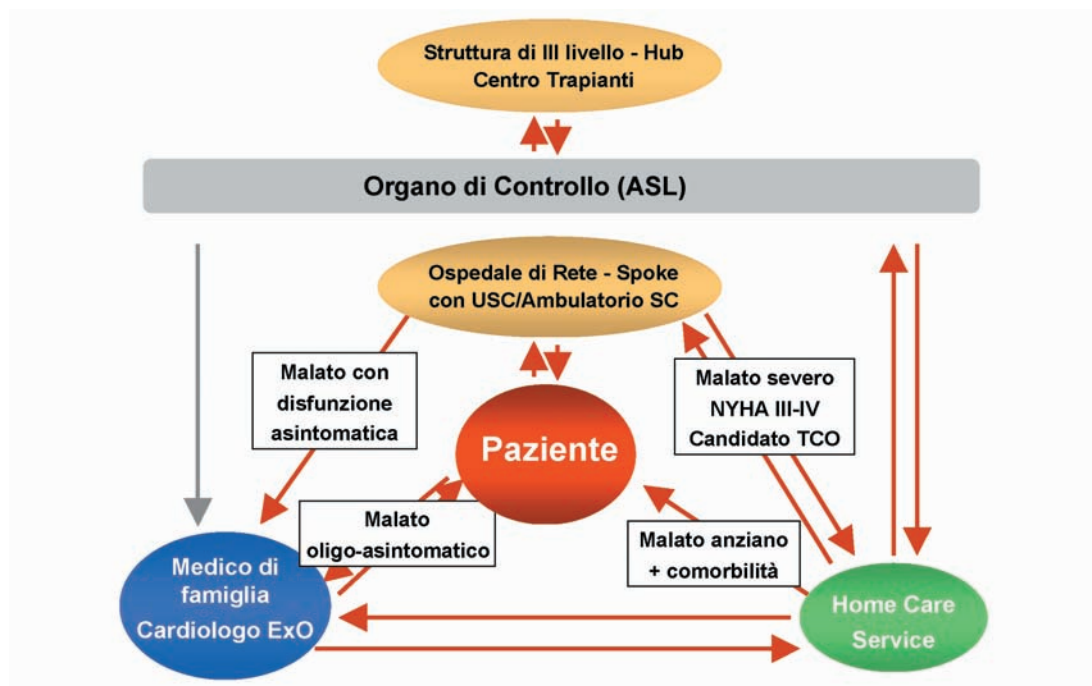 Struttura di III livello - Hub
Centro Trapianti
Organo di Controllo (ASL)
Ospedale di Rete - Spoke
con USC/Ambulatorio SC
Malato con
disfunzione
asintomatica
Malato severo
NYHA III-IV
Candidato TCO
Paziente
Malato
oligo-asintomatico
Malato anziano
+ comorbilità
Medico di
famiglia
Cardiologo ExO
Home Care
Service